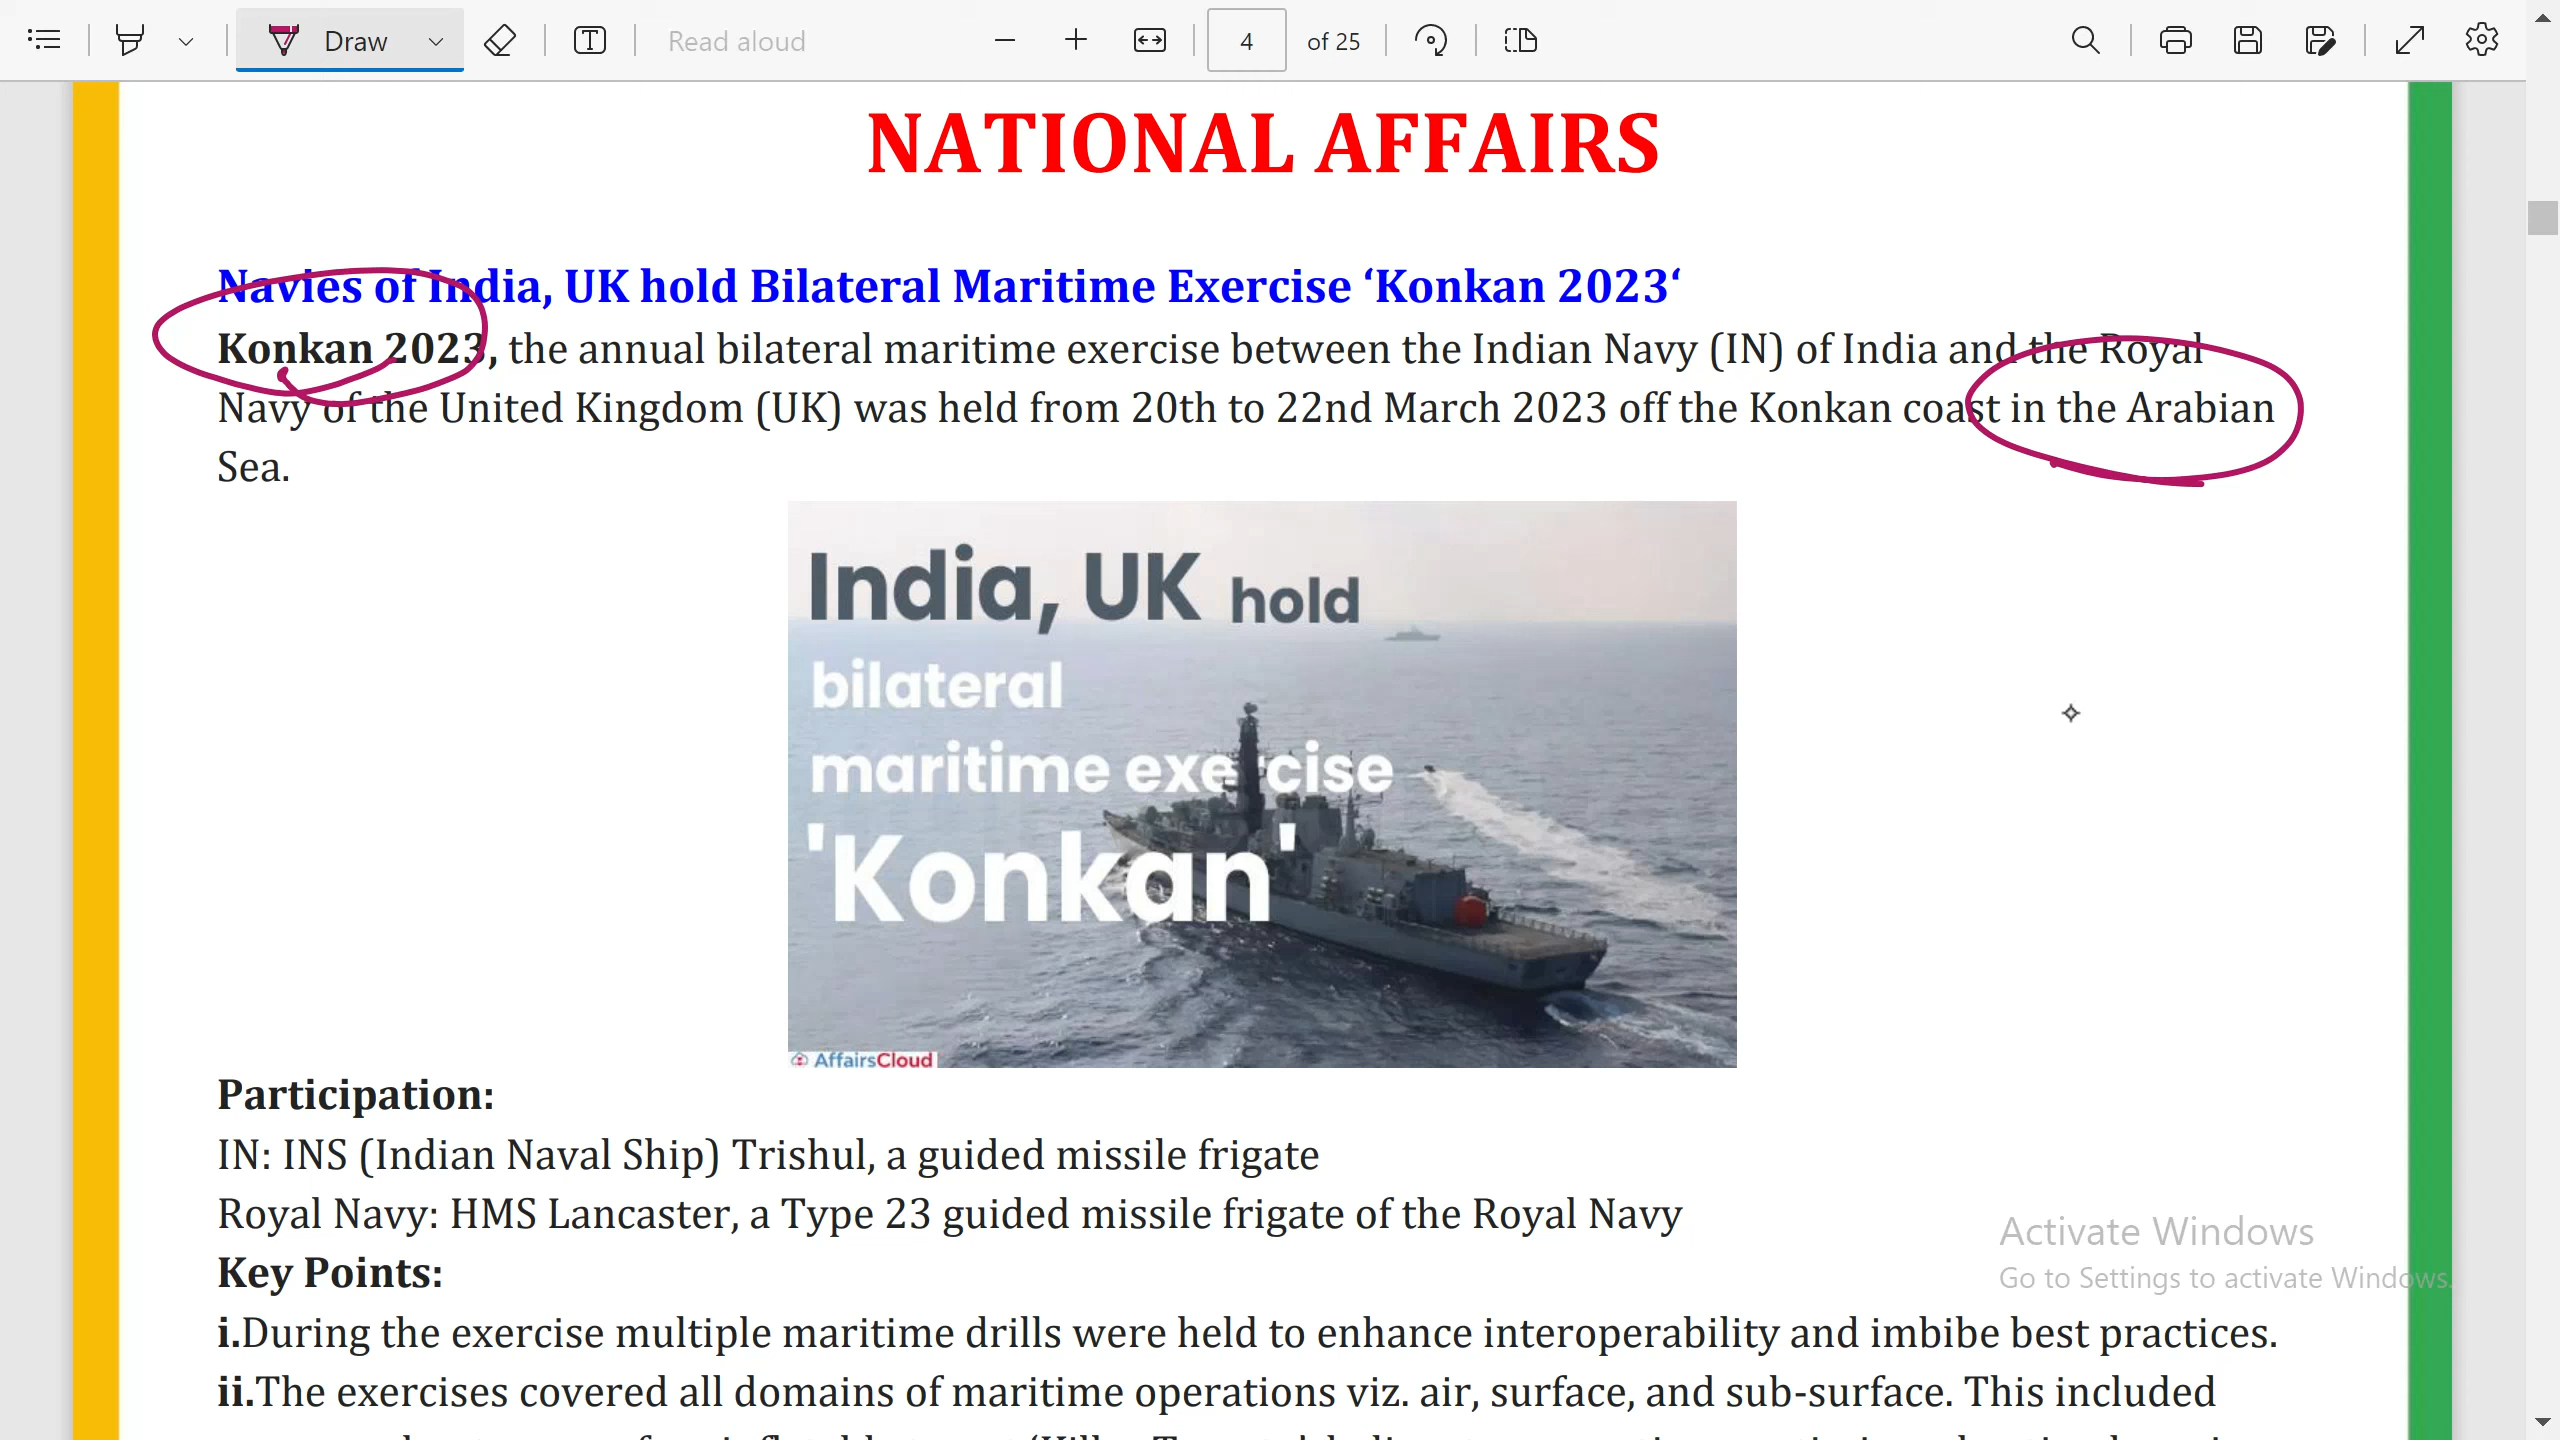 Draw
Read aloud
4 of 25
NATIONAL AFFAIRS
Navies of India, UK hold Bilateral Maritime Exercise ‘Konkan 2023‘
Konkan 2023, the annual bilateral maritime exercise between the Indian Navy (IN) of India and the Royal
Navy of the United Kingdom (UK) was held from 20th to 22nd March 2023 off the Konkan coast in the Arabian
Sea.
India, UK hold
bilateral
maritime exercise
'Konkan'
AffairsCloud
Participation:
IN: INS (Indian Naval Ship) Trishul, a guided missile frigate
Royal Navy: HMS Lancaster, a Type 23 guided missile frigate of the Royal Navy
Activate Windows
Go to Settings to activate Windows.
Key Points:
i.During the exercise multiple maritime drills were held to enhance interoperability and imbibe best practices.
ii.The exercises covered all domains of maritime operations viz. air, surface, and sub-surface. This included